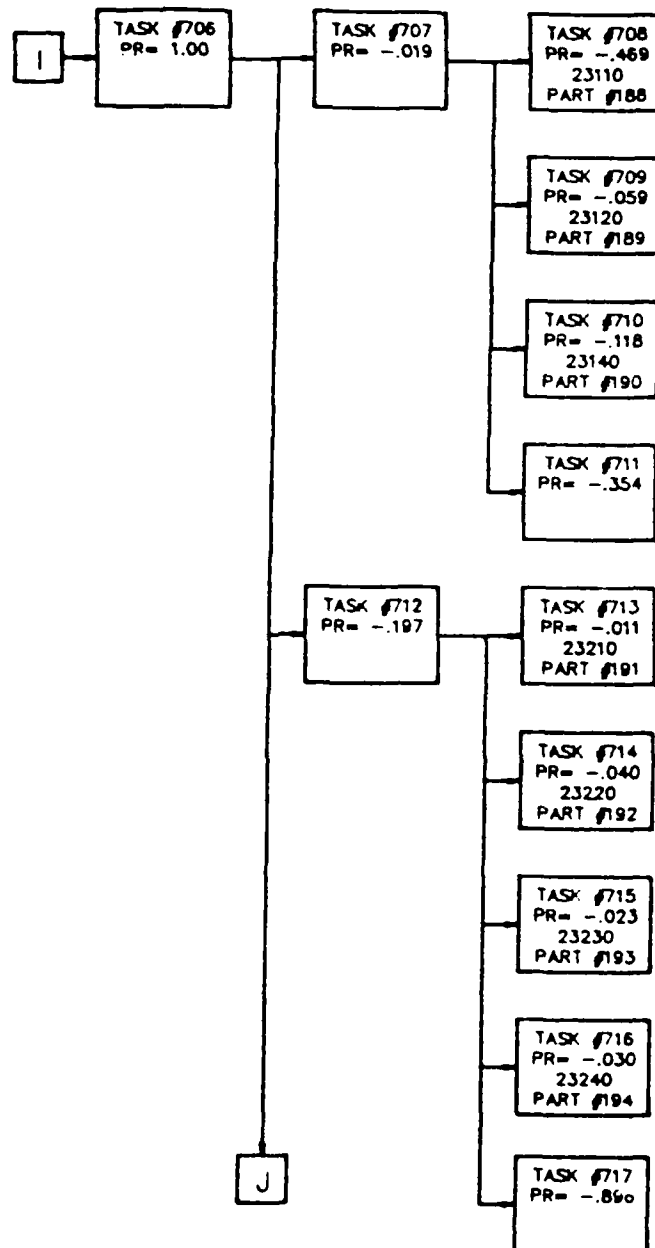 I
TASK #706
PR= 1.00
TASK #707
PR= -.019
TASK #708
PR= -.469
23110
PART #188
TASK #709
PR= -.059
23120
PART #189
TASK #710
PR= -.118
23140
PART #190
TASK #711
PR= -.354
TASK #712
PR= -.197
TASK #713
PR= -.011
23210
PART #191
TASK #714
PR= -.040
23220
PART #192
TASK #715
PR= -.023
23230
PART #193
TASK #716
PR= -.030
23240
PART #194
J
TASK #717
PR=